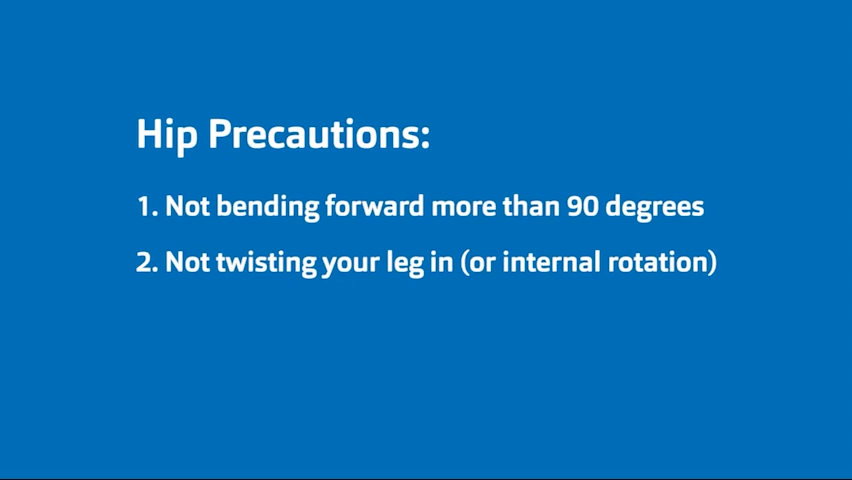 Hip Precautions:
1. Not bending forward more than 90 degrees
2. Not twisting your leg in (or internal rotation)